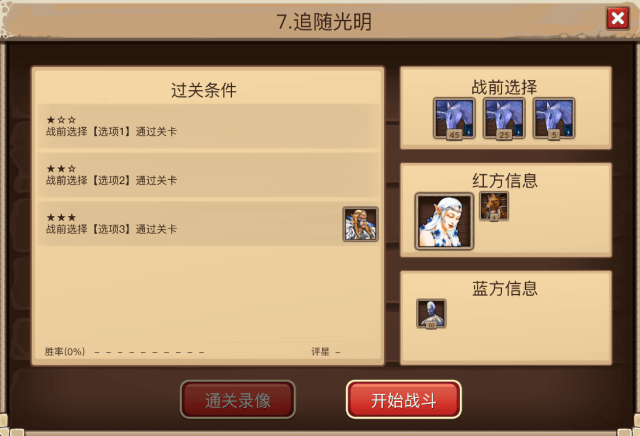 7.追随光明
过关条件
★☆☆
战前选择【选项1】通过关卡
★★☆
战前选择【选项2】通过关卡
★★★
战前选择【选项3】通过关卡
胜率(0%) - - - - - - - - - -
评星 -
战前选择
45
25
5
红方信息
蓝方信息
10
通关录像
开始战斗